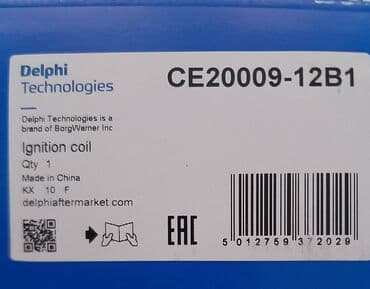 Delphi
Technologies
CE20009-12B1
Delphi Technologies is a
brand of BorgWarner Inc
Ignition coil
Qty 1
Made in China
KX 10 F
delphiaftermarket.com
EAC
5 012759 372029